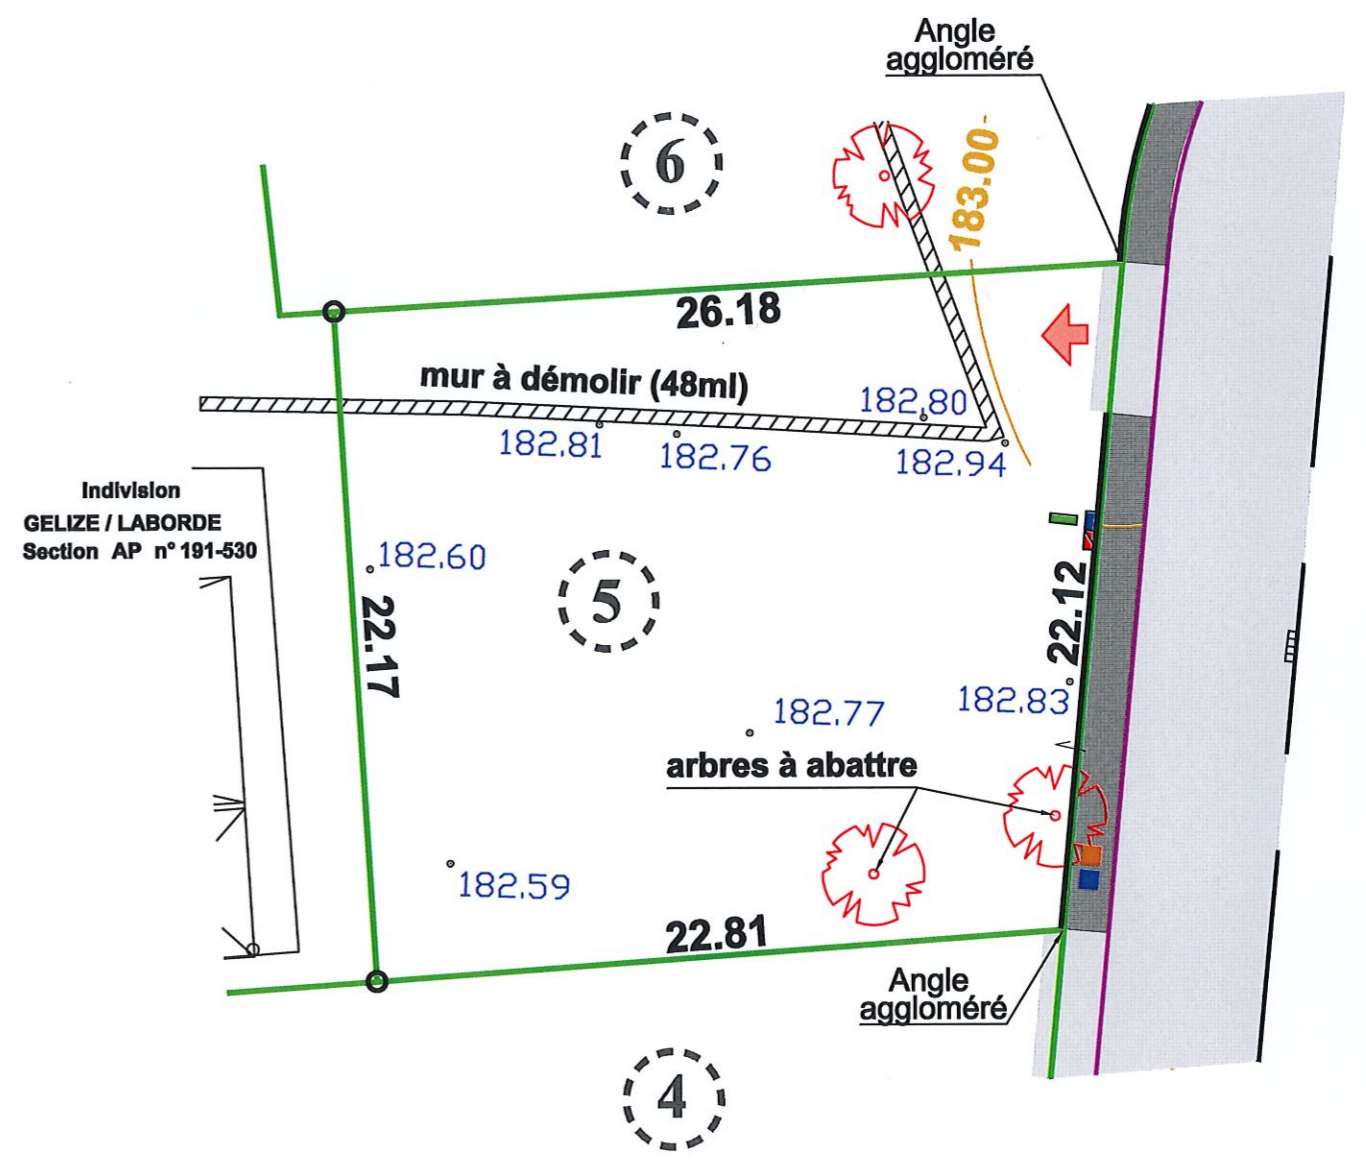 Angle
aggloméré
6
183.00
26.18
mur à démolir (48ml)
182.80
182.81
182.76
182.94
Indivision
GELIZE / LABORDE
Section AP n° 191-530
182.60
5
22.17
22.12
182.83
182.77
arbres à abattre
182.59
22.81
Angle
aggloméré
4